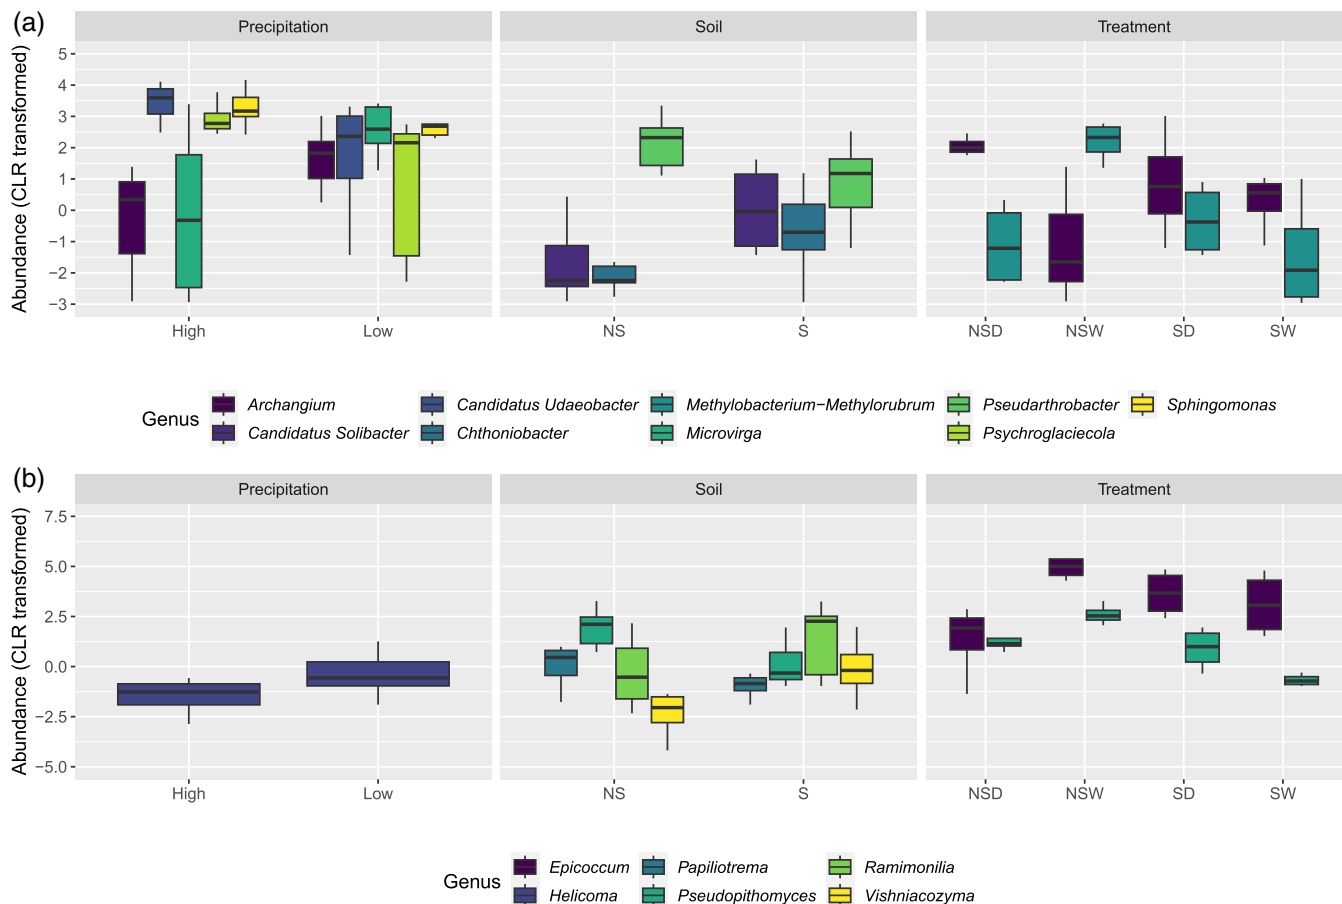 (a)
Precipitation Soil Treatment
Abundance (CLR transformed)
5
4
3
2
1
0
−1
−2
−3
High Low NS S NSD NSW SD SW
Genus
Archangium Candidatus Udaeobacter Methylobacterium−Methylorubrum Pseudarthrobacter Sphingomonas
Candidatus Solibacter Chthoniobacter Microvirga Psychroglaciecola
(b)
Precipitation Soil Treatment
Abundance (CLR transformed)
7.5
5.0
2.5
0.0
−2.5
−5.0
High Low NS S NSD NSW SD SW
Genus
Epicoccum Papiliotrema Ramimonilia
Helicoma Pseudopithomyces Vishniacozyma